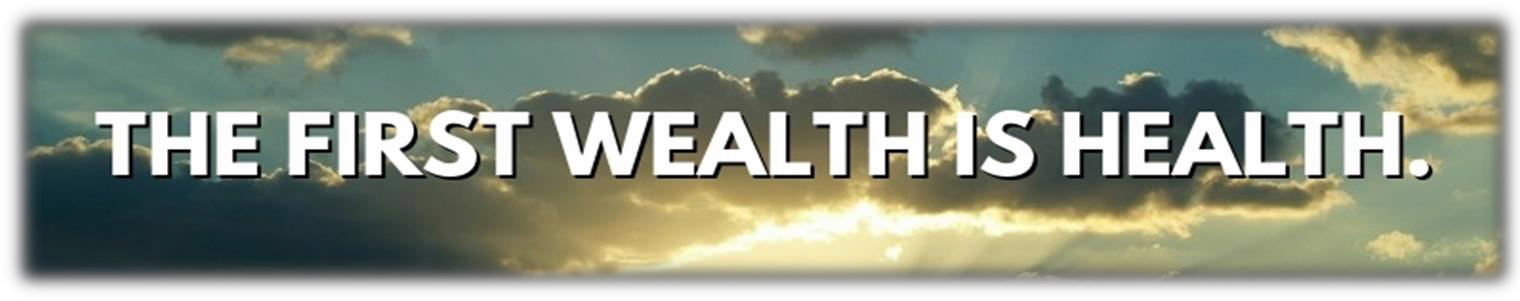 THE FIRST WEALTH IS HEALTH.